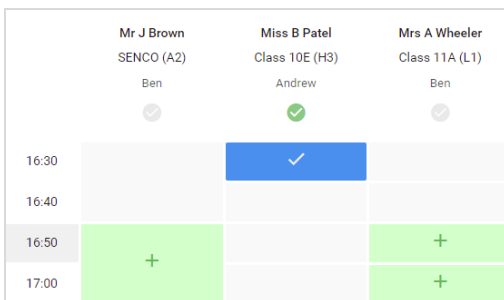 Mr J Brown Miss B Patel Mrs A Wheeler
SENCO (A2) Class 10E (H3) Class 11A (L1)
Ben Andrew Ben
16:30
16:40
16:50
17:00